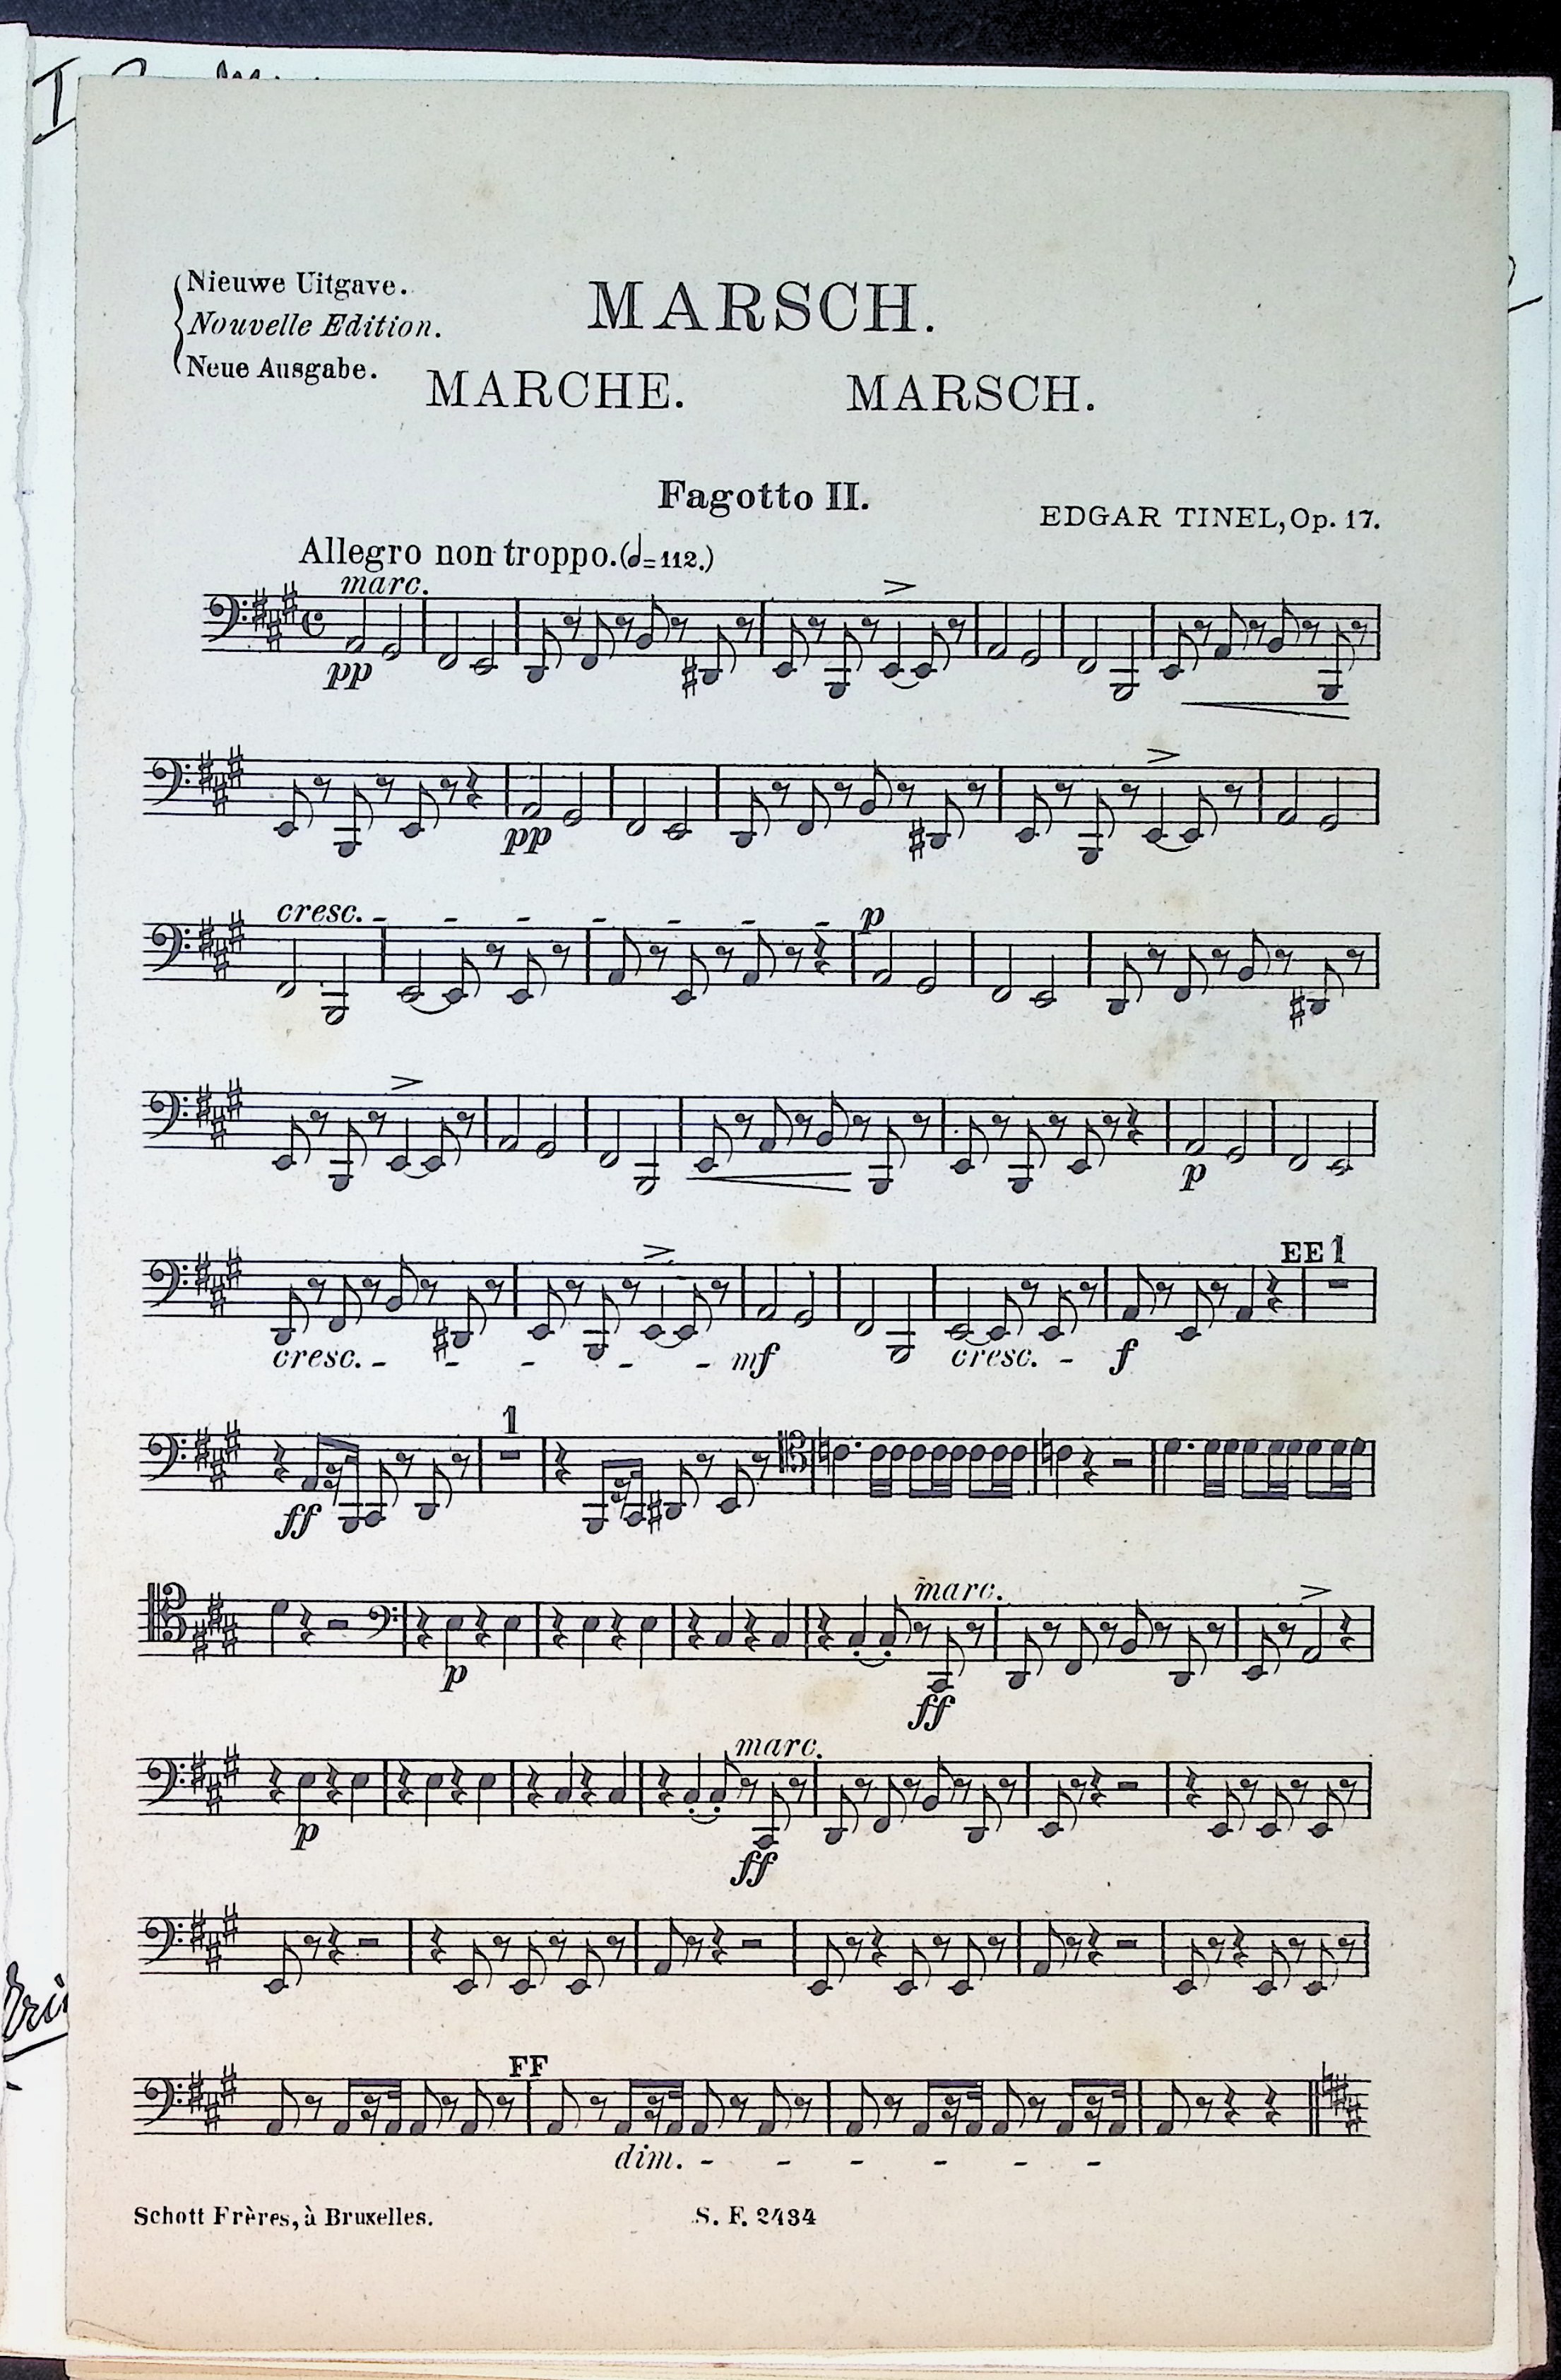 Nieuwe Uitgave.
Nouvelle Edition.
Neue Ausgabe.
MARSCH.
MARCHE. MARSCH.
Fagotto II.
EDGAR TINEL, Op. 17.
Allegro non troppo. (𝅗𝅥=112.)
marc.
pp
pp
cresc. - - - - - - - p
p
EE 1
cresc. - - - - - mf cresc. - f
1
ff
marc.
p ff
marc.
p ff
FF
dim. - - - - - -
Schott Frères, à Bruxelles. S. F. 2434